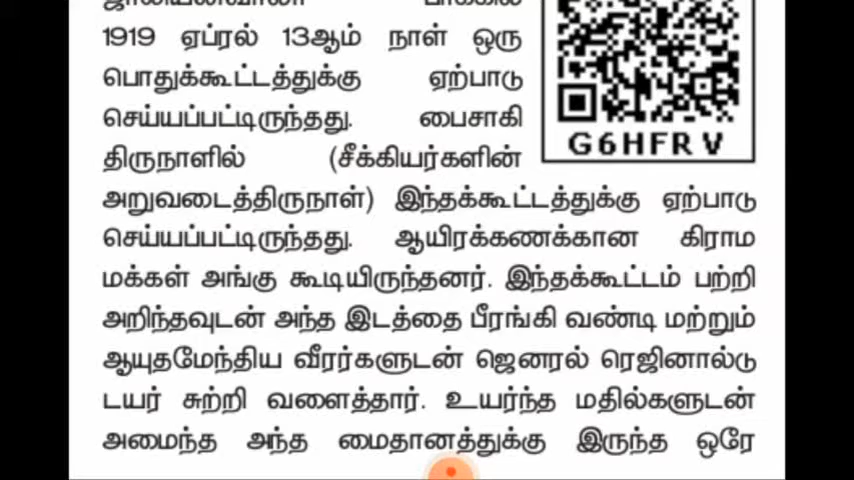 ஜாலியன்வாலா பாக்கில்
1919 ஏப்ரல் 13ஆம் நாள் ஒரு
பொதுக்கூட்டத்துக்கு ஏற்பாடு
செய்யப்பட்டிருந்தது. பைசாகி
திருநாளில் (சீக்கியர்களின்
G6HFRV
அறுவடைத்திருநாள்) இந்தக்கூட்டத்துக்கு ஏற்பாடு
செய்யப்பட்டிருந்தது. ஆயிரக்கணக்கான கிராம
மக்கள் அங்கு கூடியிருந்தனர். இந்தக்கூட்டம் பற்றி
அறிந்தவுடன் அந்த இடத்தை பீரங்கி வண்டி மற்றும்
ஆயுதமேந்திய வீரர்களுடன் ஜெனரல் ரெஜினால்டு
டயர் சுற்றி வளைத்தார். உயர்ந்த மதில்களுடன்
அமைந்த அந்த மைதானத்துக்கு இருந்த ஒரே